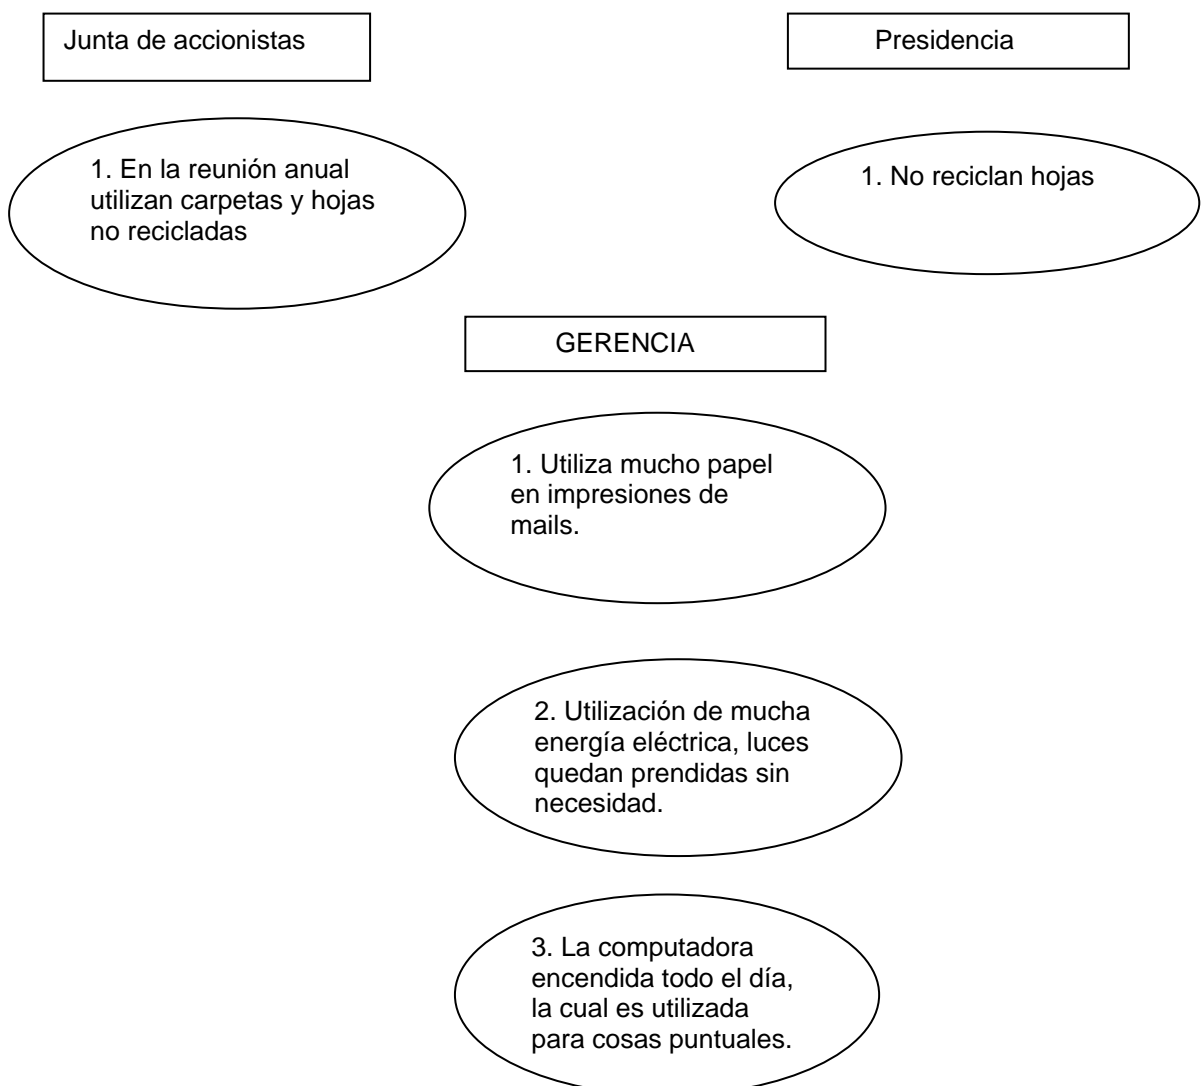 Junta de accionistas
Presidencia
1. En la reunión anual
utilizan carpetas y hojas
no recicladas
1. No reciclan hojas
GERENCIA
1. Utiliza mucho papel
en impresiones de
mails.
2. Utilización de mucha
energía eléctrica, luces
quedan prendidas sin
necesidad.
3. La computadora
encendida todo el día,
la cual es utilizada
para cosas puntuales.